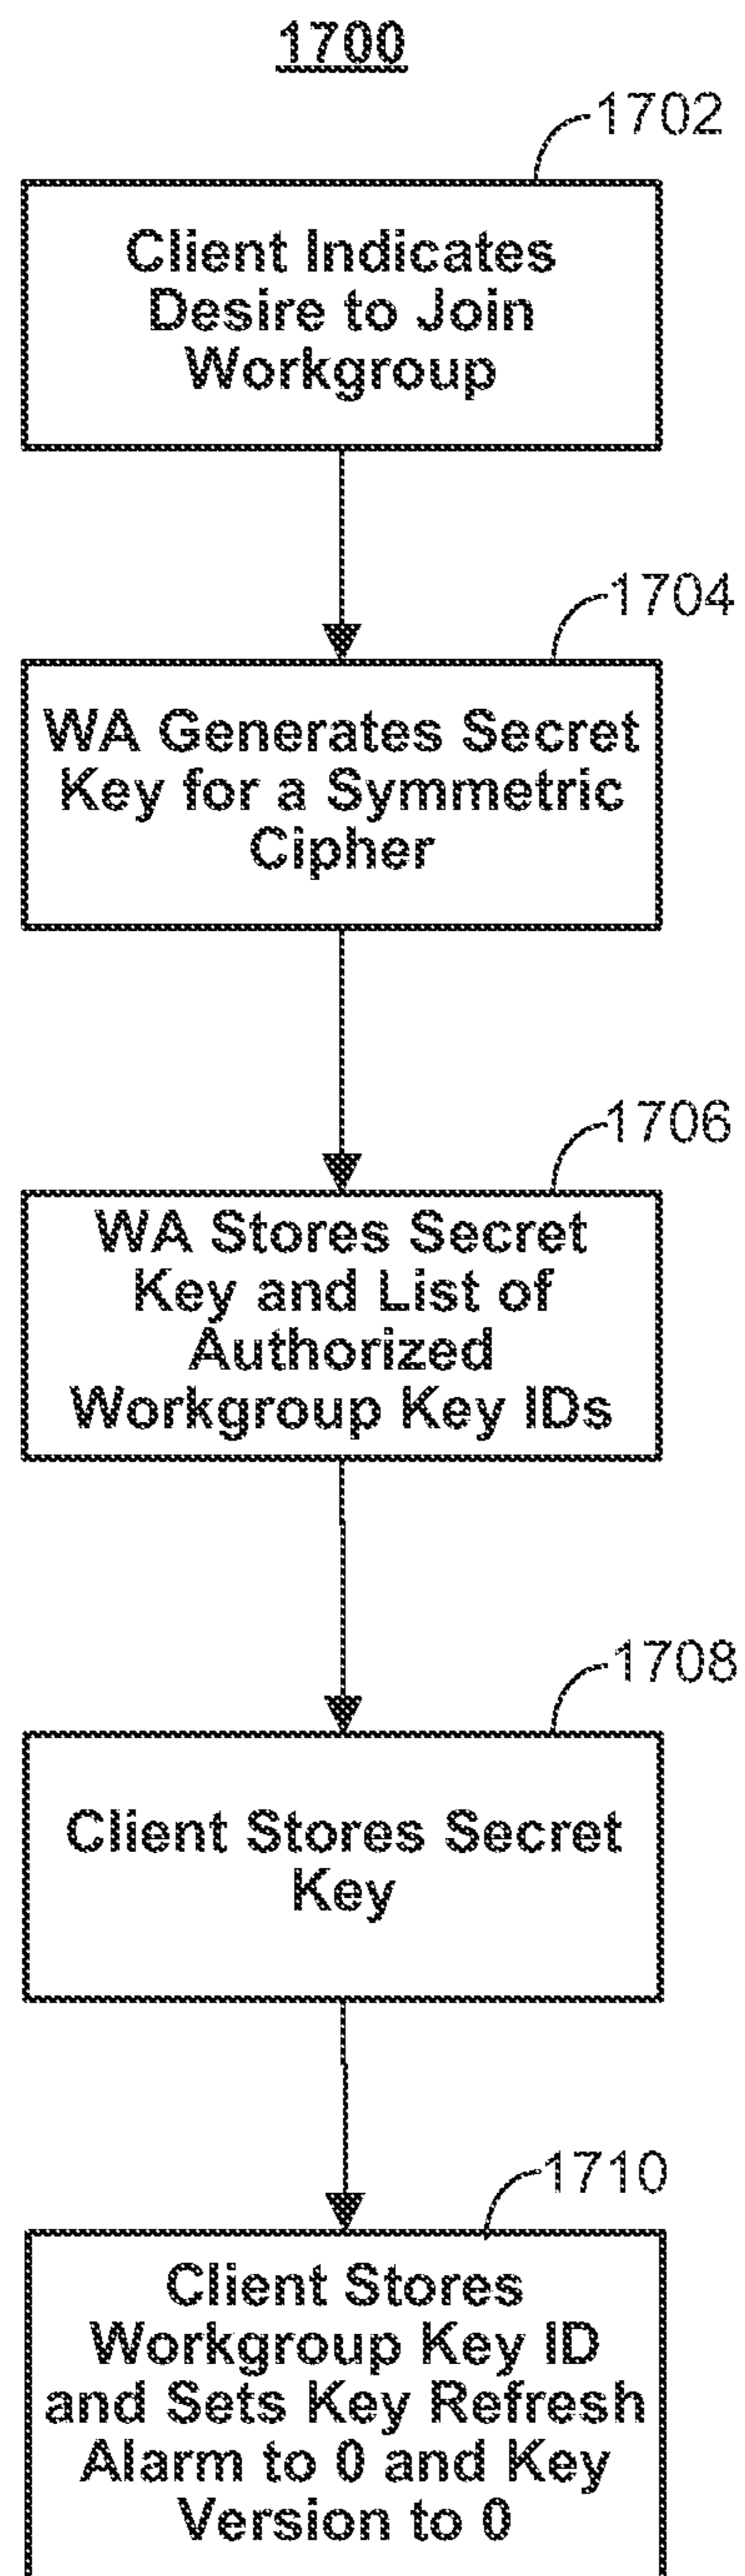 1700
1702
Client Indicates
Desire to Join
Workgroup
1704
WA Generates Secret
Key for a Symmetric
Cipher
1706
WA Stores Secret
Key and List of
Authorized
Workgroup Key IDs
1708
Client Stores Secret
Key
1710
Client Stores
Workgroup Key ID
and Sets Key Refresh
Alarm to 0 and Key
Version to 0